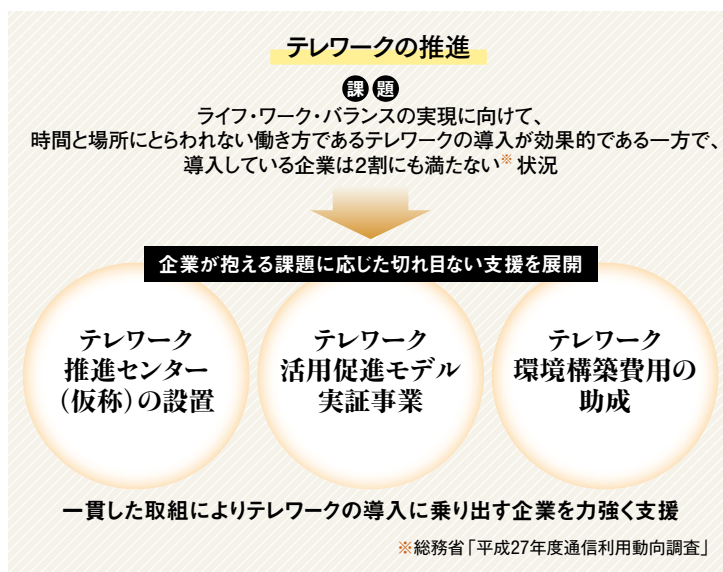 テレワークの推進
課題
ライフ・ワーク・バランスの実現に向けて、
時間と場所にとらわれない働き方であるテレワークの導入が効果的である一方で、
導入している企業は2割にも満たない※ 状況
企業が抱える課題に応じた切れ目ない支援を展開
テレワーク
推進センター
（仮称）の設置
テレワーク
活用促進モデル
実証事業
テレワーク
環境構築費用の
助成
一貫した取組によりテレワークの導入に乗り出す企業を力強く支援
※総務省「平成27年度通信利用動向調査」